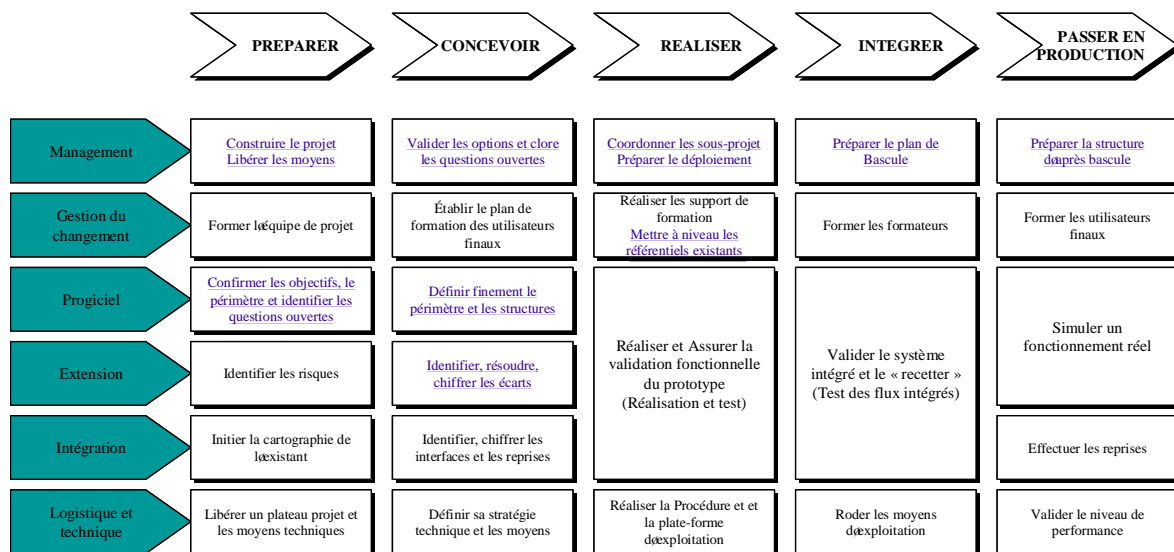 PREPARER
CONCEVOIR
REALISER
INTEGRER
PASSER EN
PRODUCTION
Management
Construire le projet
Libérer les moyens
Valider les options et clore
les questions ouvertes
Coordonner les sous-projet
Préparer le déploiement
Préparer le plan de
Bascule
Préparer la structure
døaprès bascule
Gestion du
changement
Former løéquipe de projet
Établir le plan de
formation des utilisateurs
finaux
Réaliser les support de
formation
Mettre à niveau les
référentiels existants
Former les formateurs
Former les utilisateurs
finaux
Progiciel
Confirmer les objectifs, le
périmètre et identifier les
questions ouvertes
Définir finement le
périmètre et les structures
Réaliser et Assurer la
validation fonctionnelle
du prototype
(Réalisation et test)
Valider le système
intégré et le « recetter »
(Test des flux intégrés)
Simuler un
fonctionnement réel
Extension
Identifier les risques
Identifier, résoudre,
chiffrer les écarts
Intégration
Initier la cartographie de
løexistant
Identifier, chiffrer les
interfaces et les reprises
Effectuer les reprises
Logistique et
technique
Libérer un plateau projet et
les moyens techniques
Définir sa stratégie
technique et les moyens
Réaliser la Procédure et et
la plate-forme
døexploitation
Roder les moyens
døexploitation
Valider le niveau de
performance